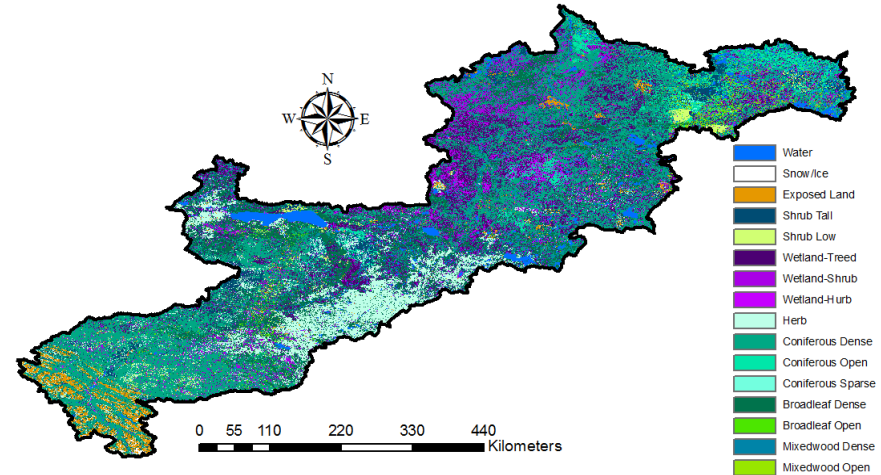 N
W E
S
Water
Snow/Ice
Exposed Land
Shrub Tall
Shrub Low
Wetland-Treed
Wetland-Shrub
Wetland-Hurb
Herb
Coniferous Dense
Coniferous Open
Coniferous Sparse
Broadleaf Dense
Broadleaf Open
Mixedwood Dense
Mixedwood Open
0 55 110 220 330 440
Kilometers